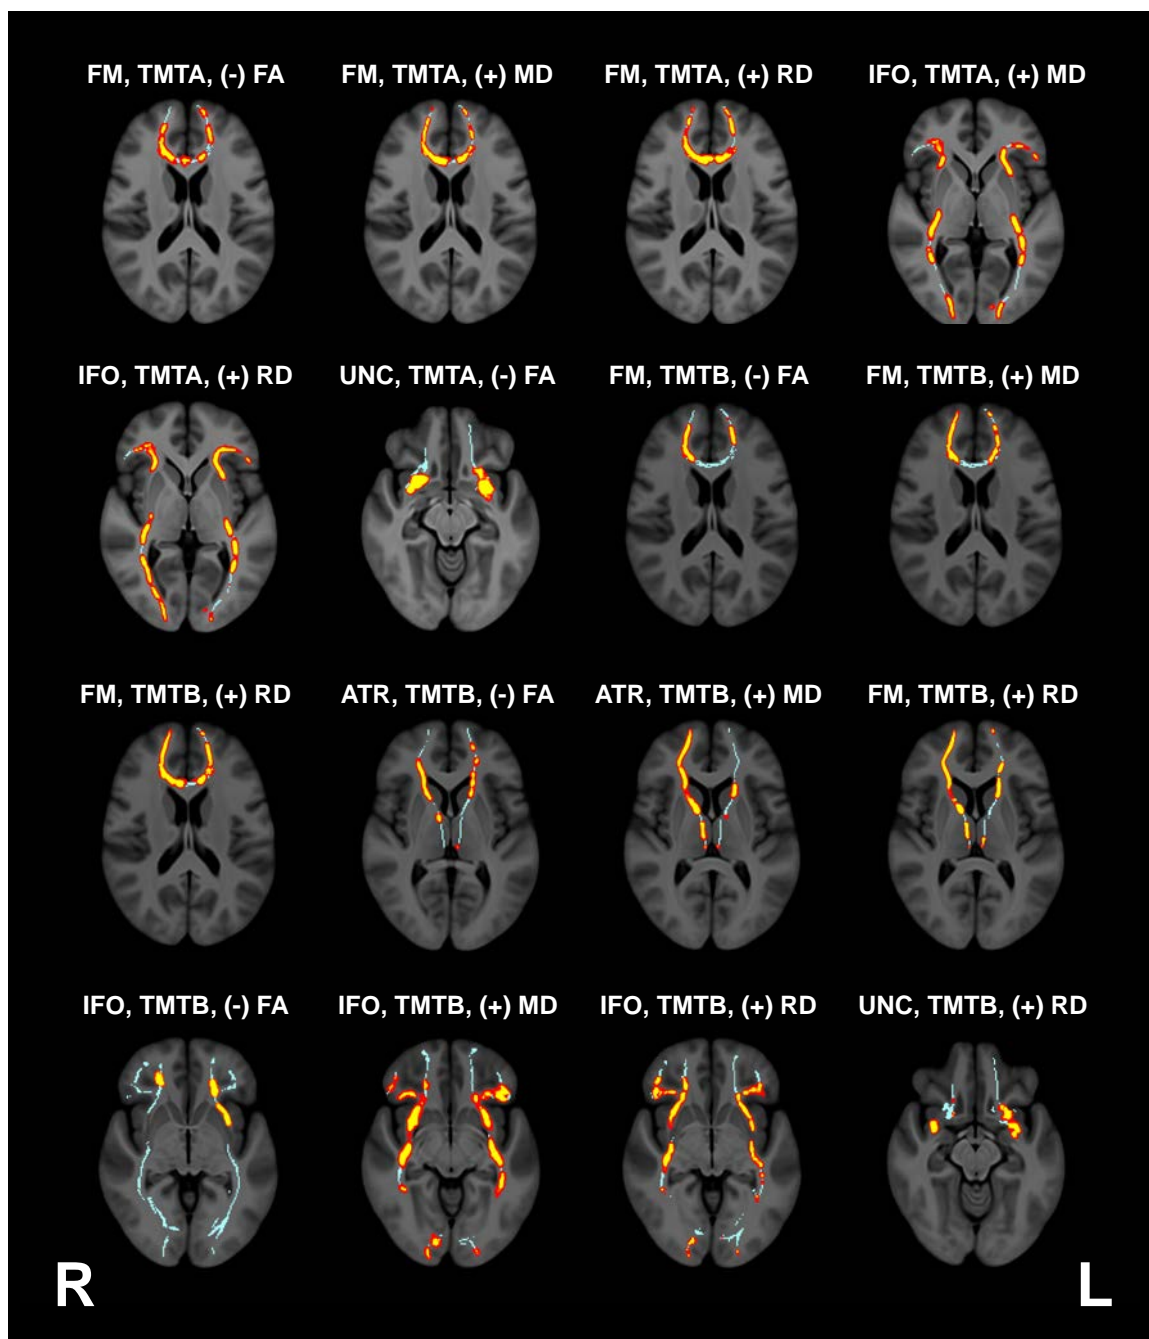 FM, TMTA, (-) FA
FM, TMTA, (+) MD
FM, TMTA, (+) RD
IFO, TMTA, (+) MD
IFO, TMTA, (+) RD
UNC, TMTA, (-) FA
FM, TMTB, (-) FA
FM, TMTB, (+) MD
FM, TMTB, (+) RD
ATR, TMTB, (-) FA
ATR, TMTB, (+) MD
FM, TMTB, (+) RD
IFO, TMTB, (-) FA
IFO, TMTB, (+) MD
IFO, TMTB, (+) RD
UNC, TMTB, (+) RD
R
L